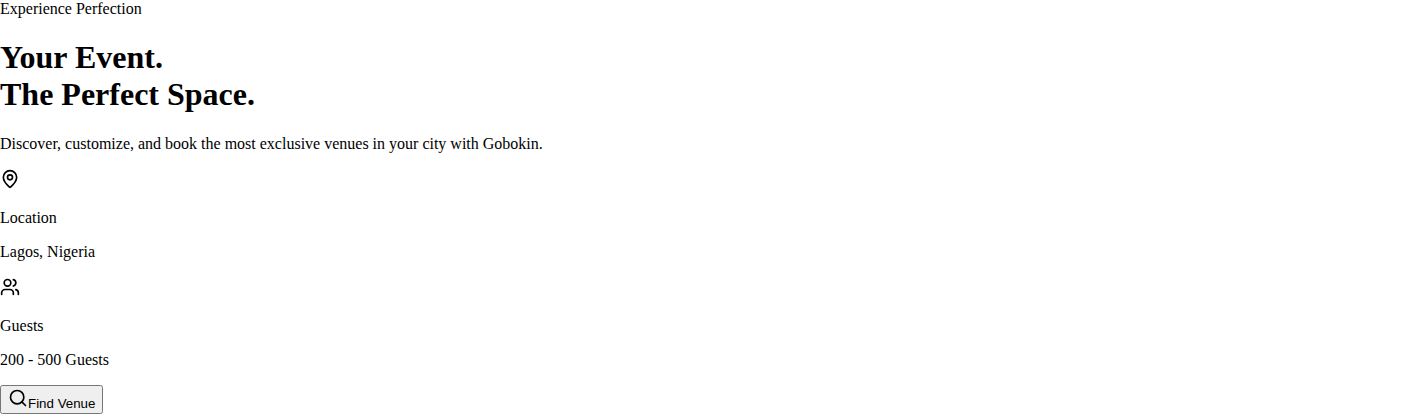 Experience Perfection
Your Event.
The Perfect Space.
Discover, customize, and book the most exclusive venues in your city with Gobokin.
Location
Lagos, Nigeria
Guests
200 - 500 Guests
Find Venue